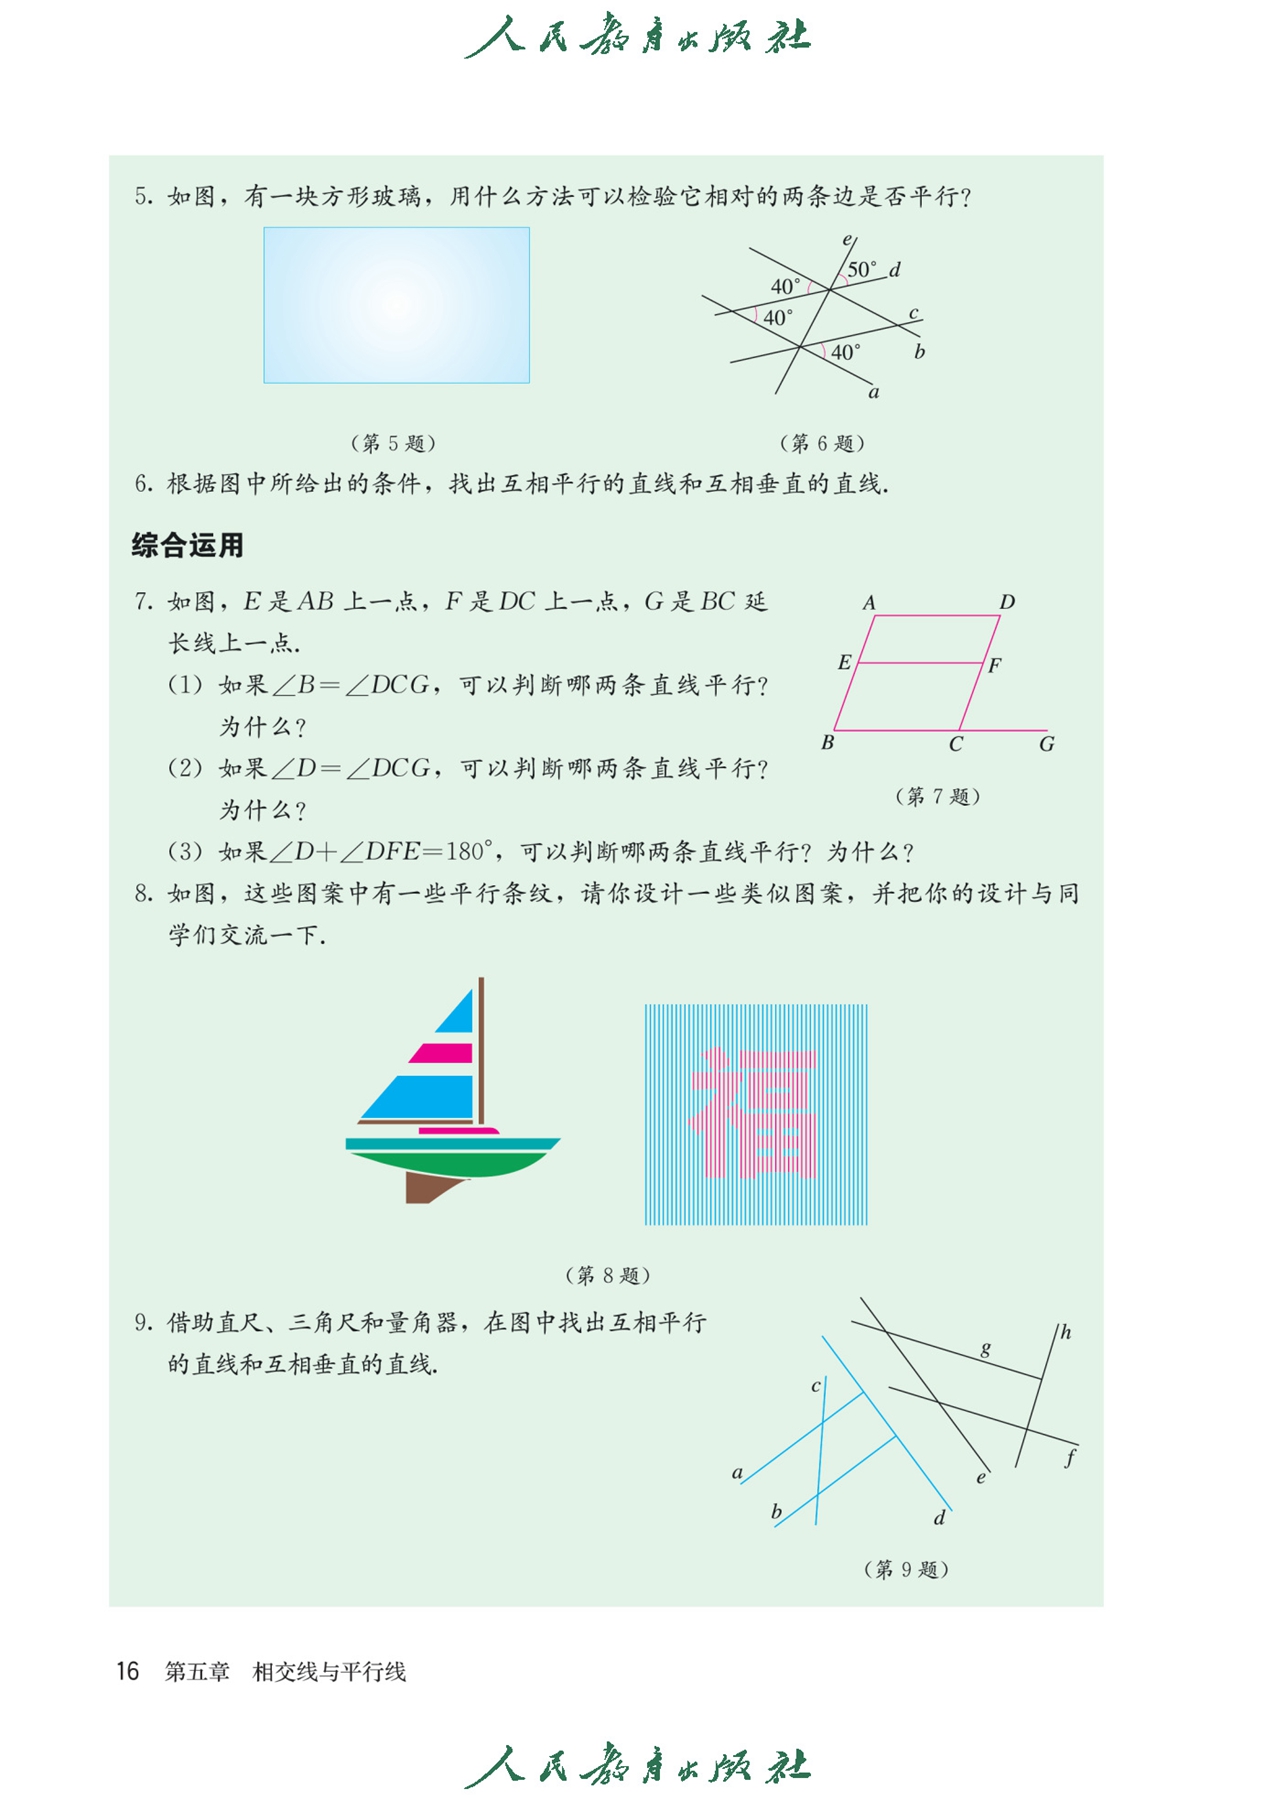 人民教育出版社
5. 如图，有一块方形玻璃，用什么方法可以检验它相对的两条边是否平行？
e
50° d
40°
40°
c
40°
b
a
（第 5 题）
（第 6 题）
6. 根据图中所给出的条件，找出互相平行的直线和互相垂直的直线.
综合运用
7. 如图，E 是 AB 上一点，F 是 DC 上一点，G 是 BC 延
长线上一点.
（1）如果∠B＝∠DCG，可以判断哪两条直线平行？
为什么？
（2）如果∠D＝∠DCG，可以判断哪两条直线平行？
为什么？
A D
E F
B C G
（第 7 题）
（3）如果∠D＋∠DFE＝180°，可以判断哪两条直线平行？为什么？
8. 如图，这些图案中有一些平行条纹，请你设计一些类似图案，并把你的设计与同
学们交流一下.
福
（第 8 题）
9. 借助直尺、三角尺和量角器，在图中找出互相平行
的直线和互相垂直的直线.
h
g
c
f
a
e
b
d
（第 9 题）
16 第五章 相交线与平行线
人民教育出版社